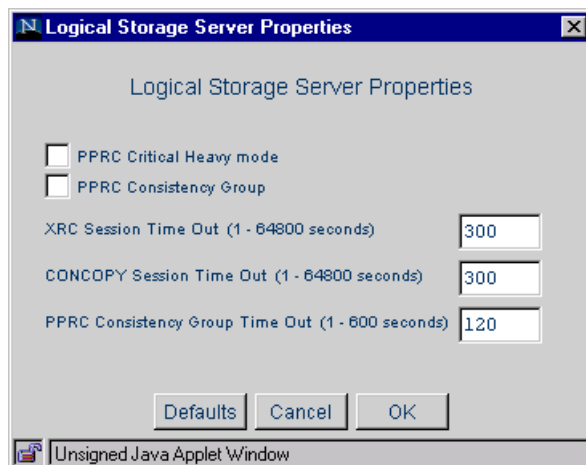 Logical Storage Server Properties
Logical Storage Server Properties
PPRC Critical Heavy mode
PPRC Consistency Group
XRC Session Time Out (1 - 64800 seconds) 300
CONCOPY Session Time Out (1 - 64800 seconds) 300
PPRC Consistency Group Time Out (1 - 600 seconds) 120
Defaults Cancel OK
Unsigned Java Applet Window